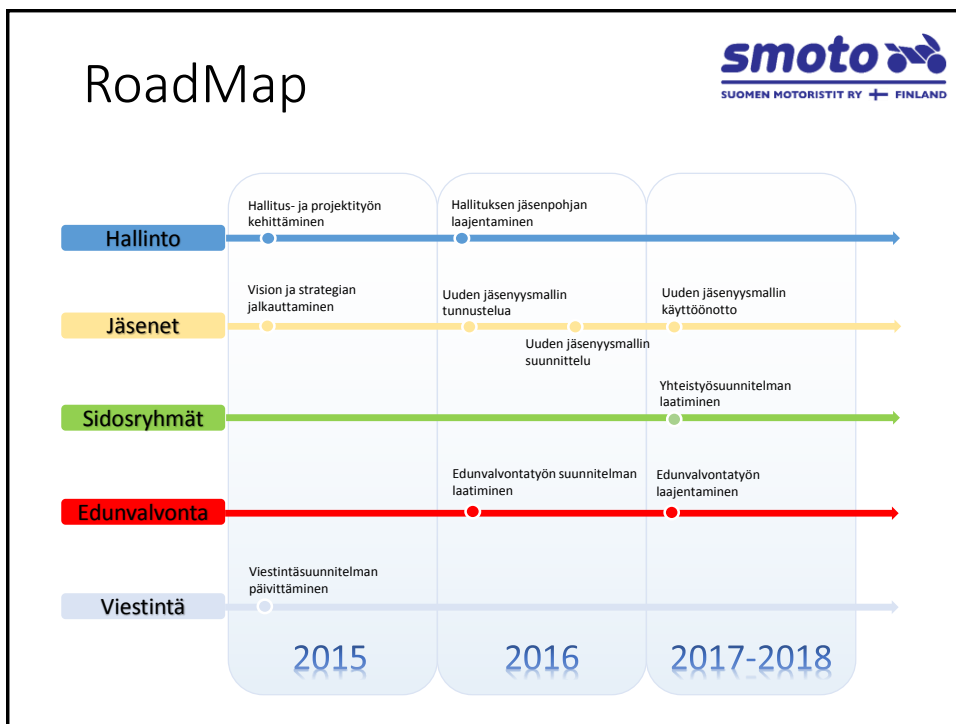 RoadMap
smoto
SUOMEN MOTORISTIT RY FINLAND
Hallinto
Hallitus- ja projektityön
kehittäminen
Hallituksen jäsenpohjan
laajentaminen
Jäsenet
Vision ja strategian
jalkauttaminen
Uuden jäsenyysmallin
tunnustelua
Uuden jäsenyysmallin
suunnittelu
Uuden jäsenyysmallin
käyttöönotto
Sidosryhmät
Yhteistyösuunnitelman
laatiminen
Edunvalvonta
Edunvalvontatyön suunnitelman
laatiminen
Edunvalvontatyön
laajentaminen
Viestintä
Viestintäsuunnitelman
päivittäminen
2015
2016
2017-2018